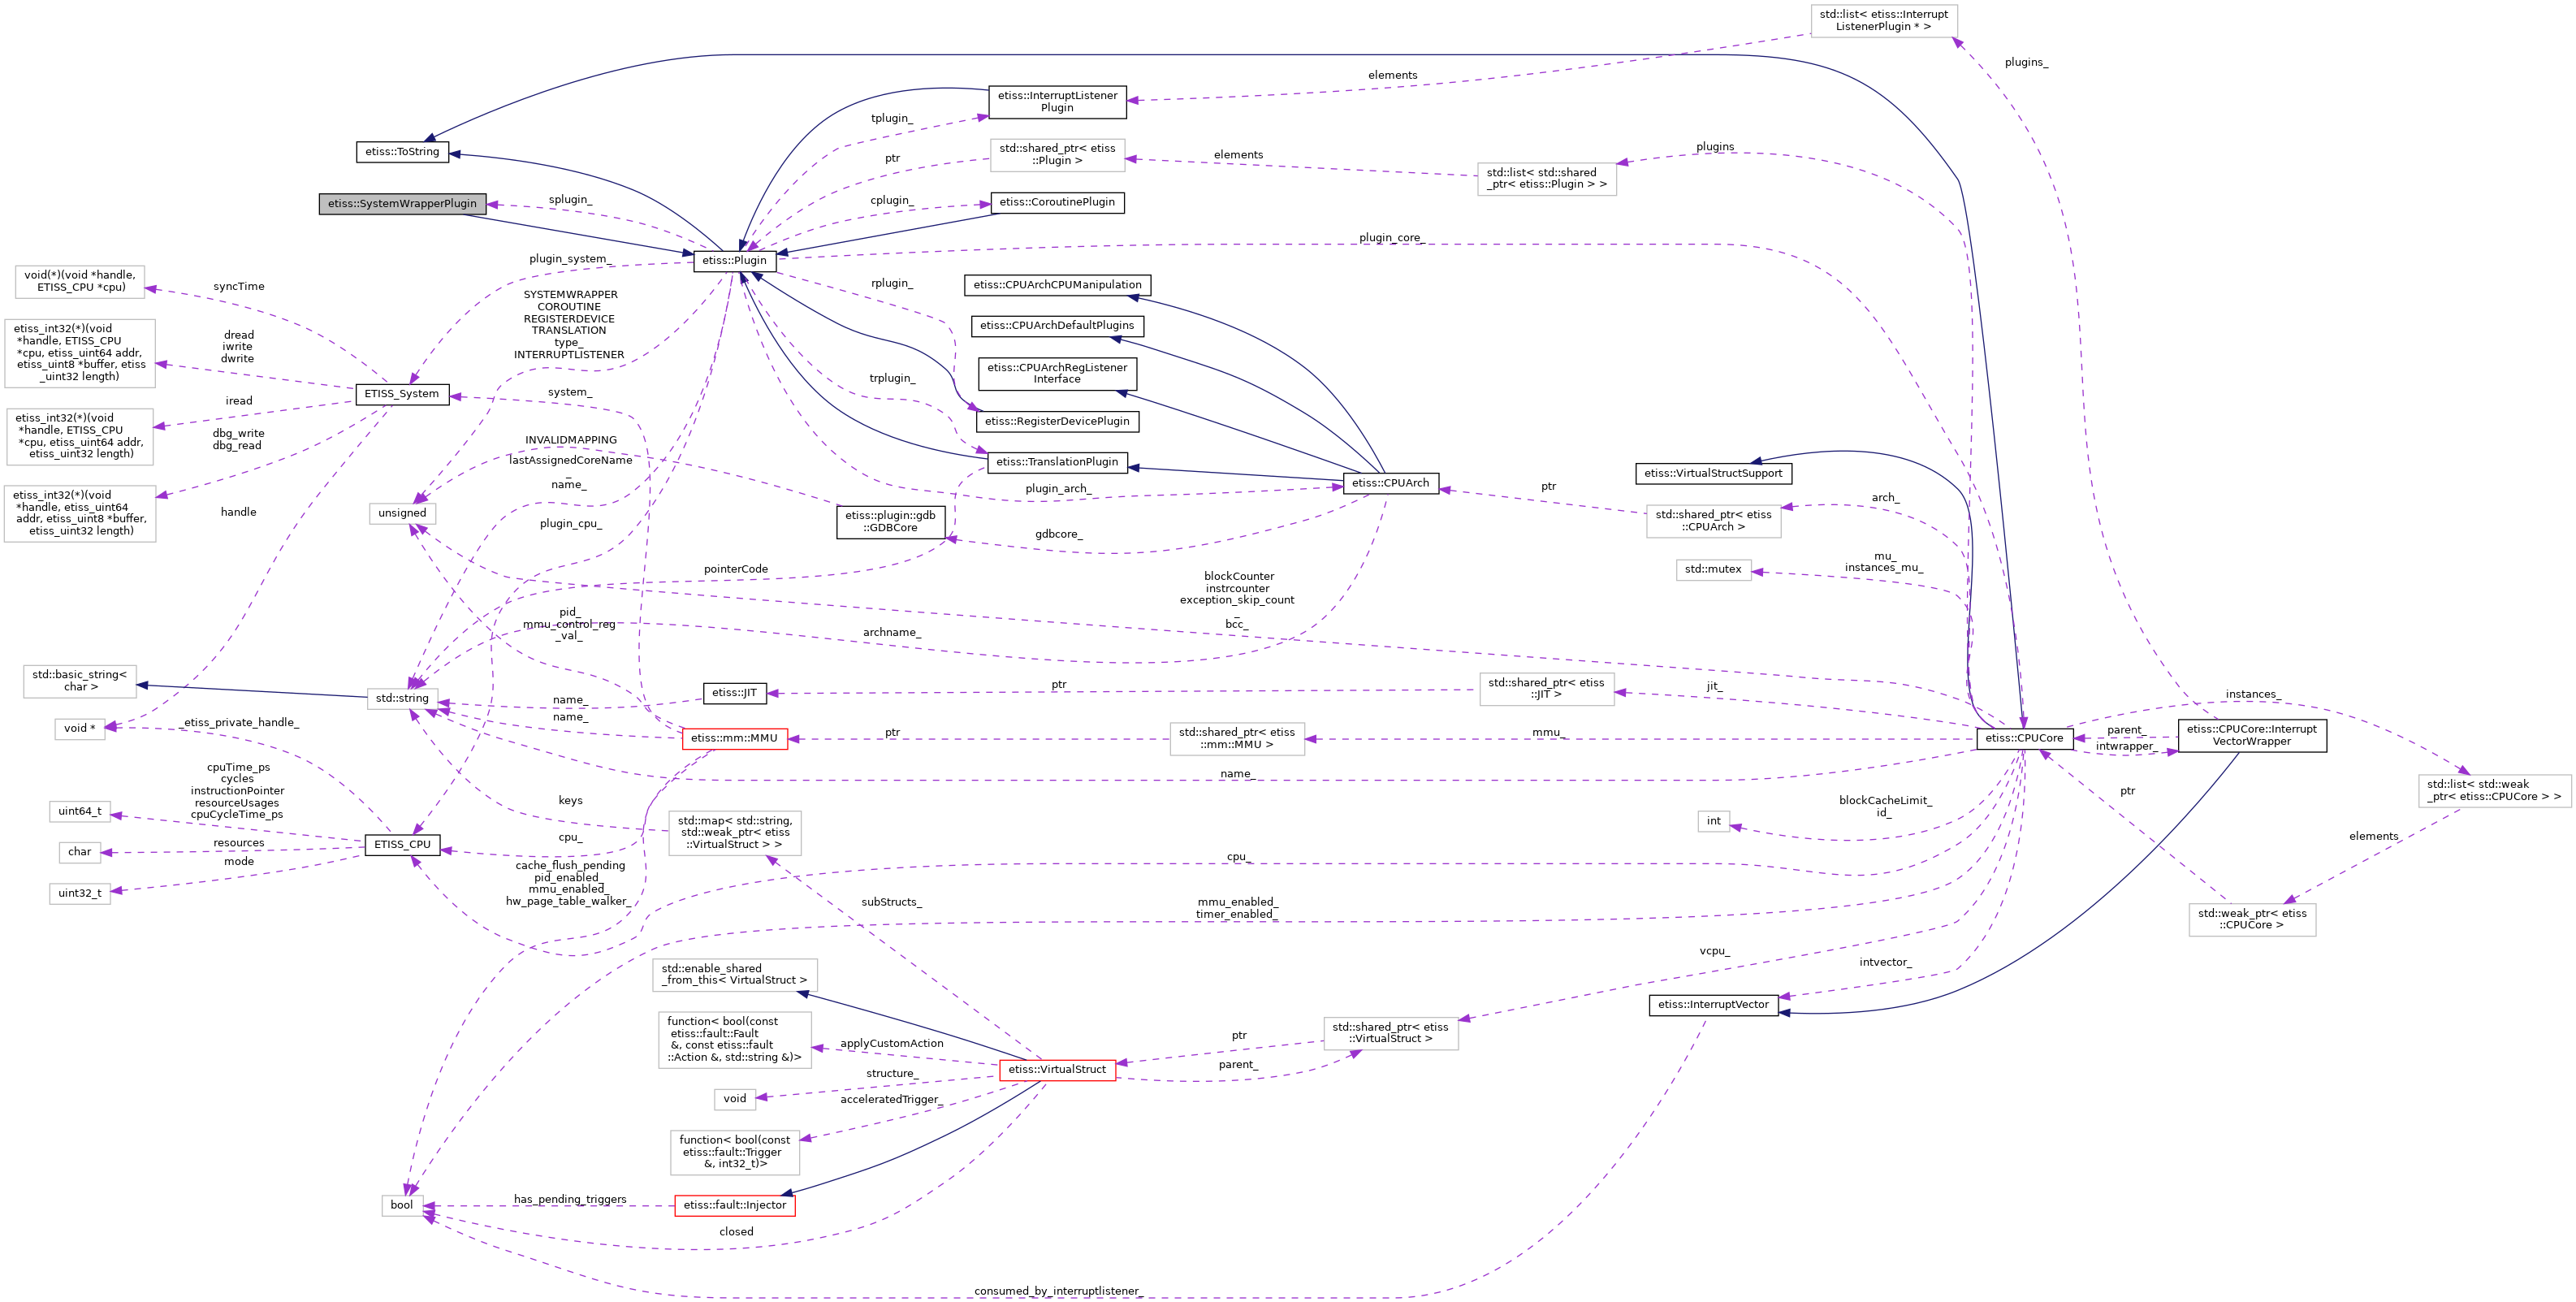 std::list< etiss::Interrupt
ListenerPlugin * >
plugins_
elements
etiss::InterruptListener
Plugin
tplugin_
etiss::ToString
std::shared_ptr< etiss
::Plugin >
ptr
elements
plugins
std::list< std::shared
_ptr< etiss::Plugin > >
etiss::SystemWrapperPlugin
splugin_
cplugin_
etiss::CoroutinePlugin
plugin_core_
etiss::Plugin
plugin_system_
void(*)(void *handle,
ETISS_CPU *cpu)
syncTime
rplugin_
etiss::CPUArchCPUManipulation
SYSTEMWRAPPER
COROUTINE
REGISTERDEVICE
TRANSLATION
type_
INTERRUPTLISTENER
etiss::CPUArchDefaultPlugins
etiss_int32(*)(void
*handle, ETISS_CPU
*cpu, etiss_uint64 addr,
etiss_uint8 *buffer, etiss
_uint32 length)
dread
iwrite
dwrite
etiss::CPUArchRegListener
Interface
trplugin_
ETISS_System
system_
iread
etiss_int32(*)(void
*handle, ETISS_CPU
*cpu, etiss_uint64 addr,
etiss_uint32 length)
etiss::RegisterDevicePlugin
dbg_write
dbg_read
INVALIDMAPPING
lastAssignedCoreName
_
name_
etiss::TranslationPlugin
etiss::VirtualStructSupport
etiss::CPUArch
plugin_arch_
ptr
arch_
etiss_int32(*)(void
*handle, etiss_uint64
addr, etiss_uint8 *buffer,
etiss_uint32 length)
handle
unsigned
plugin_cpu_
etiss::plugin::gdb
::GDBCore
gdbcore_
std::shared_ptr< etiss
::CPUArch >
pointerCode
std::mutex
mu_
instances_mu_
blockCounter
instrcounter
exception_skip_count
_
bcc_
pid_
mmu_control_reg
_val_
archname_
std::basic_string<
char >
std::string
name_
etiss::JIT
ptr
std::shared_ptr< etiss
::JIT >
jit_
instances_
void *
_etiss_private_handle_
name_
etiss::mm::MMU
ptr
std::shared_ptr< etiss
::mm::MMU >
mmu_
etiss::CPUCore
parent_
intwrapper_
etiss::CPUCore::Interrupt
VectorWrapper
name_
std::list< std::weak
_ptr< etiss::CPUCore > >
ptr
cpuTime_ps
cycles
instructionPointer
resourceUsages
cpuCycleTime_ps
uint64_t
keys
std::map< std::string,
std::weak_ptr< etiss
::VirtualStruct > >
int
blockCacheLimit_
id_
elements
ETISS_CPU
cpu_
char
resources
mode
uint32_t
cpu_
cache_flush_pending
pid_enabled_
mmu_enabled_
hw_page_table_walker_
subStructs_
mmu_enabled_
timer_enabled_
std::weak_ptr< etiss
::CPUCore >
vcpu_
intvector_
std::enable_shared
_from_this< VirtualStruct >
etiss::InterruptVector
function< bool(const
etiss::fault::Fault
&, const etiss::fault
::Action &, std::string &)>
applyCustomAction
std::shared_ptr< etiss
::VirtualStruct >
ptr
parent_
etiss::VirtualStruct
structure_
void
acceleratedTrigger_
function< bool(const
etiss::fault::Trigger
&, int32_t)>
bool
has_pending_triggers
etiss::fault::Injector
closed
consumed_by_interruptlistener_